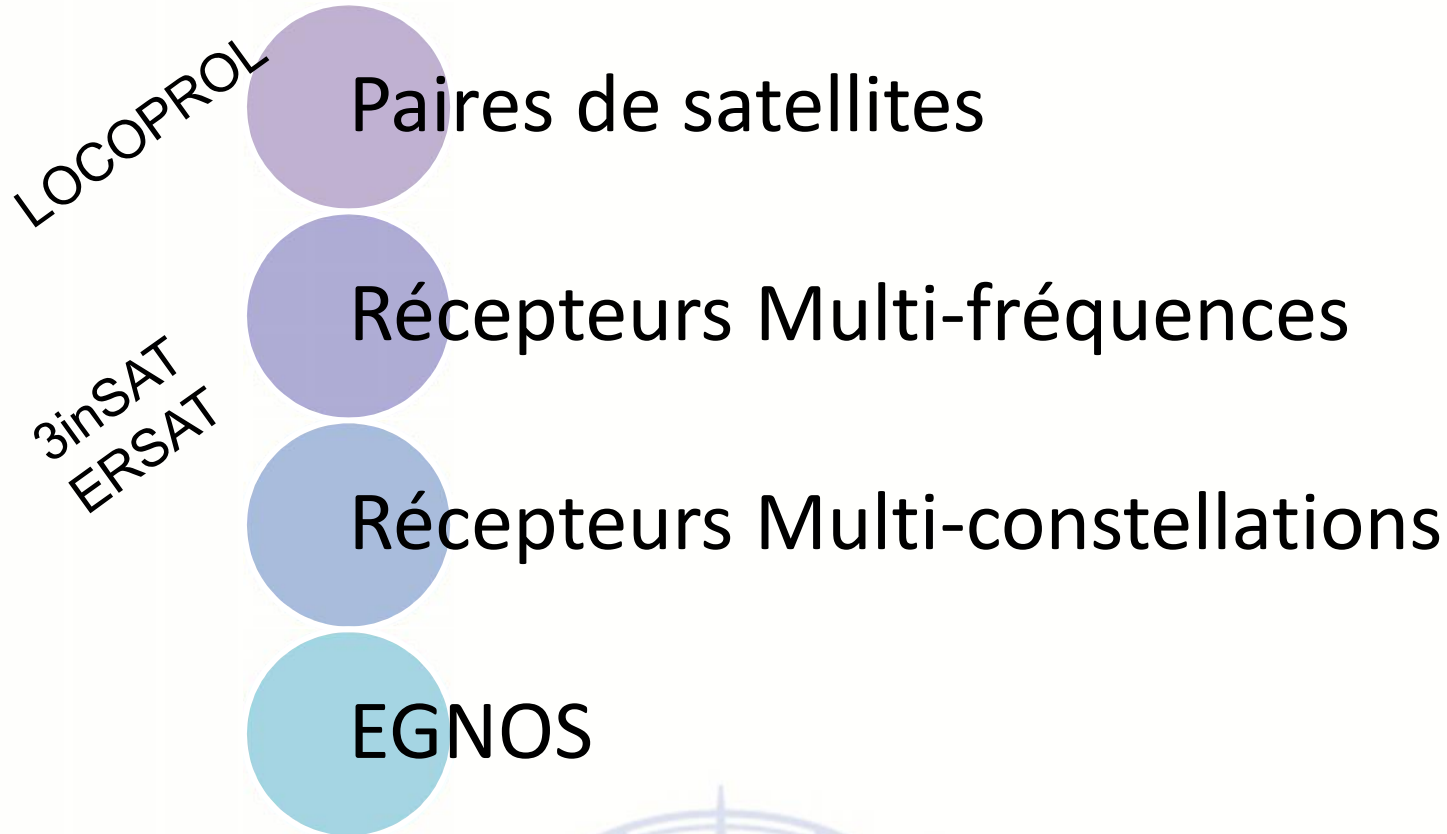 LOCOPROL
Paires de satellites
Récepteurs Multi-fréquences
3inSAT
ERSAT
Récepteurs Multi-constellations
EGNOS